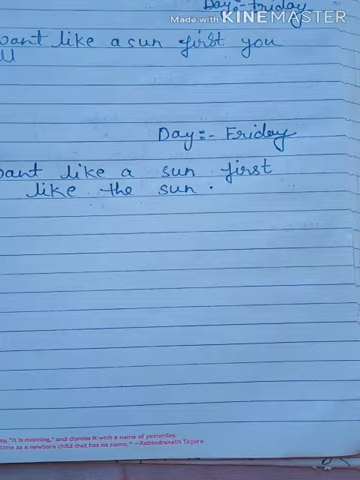 Day:- Friday
Made with KINEMASTER
want like a sun first you
Day:- Friday
want like a sun first
like the sun.
"It is morning," and dismiss it with a name of yesterday.
time as a newborn child that has no name." –Rabindranath Tagore